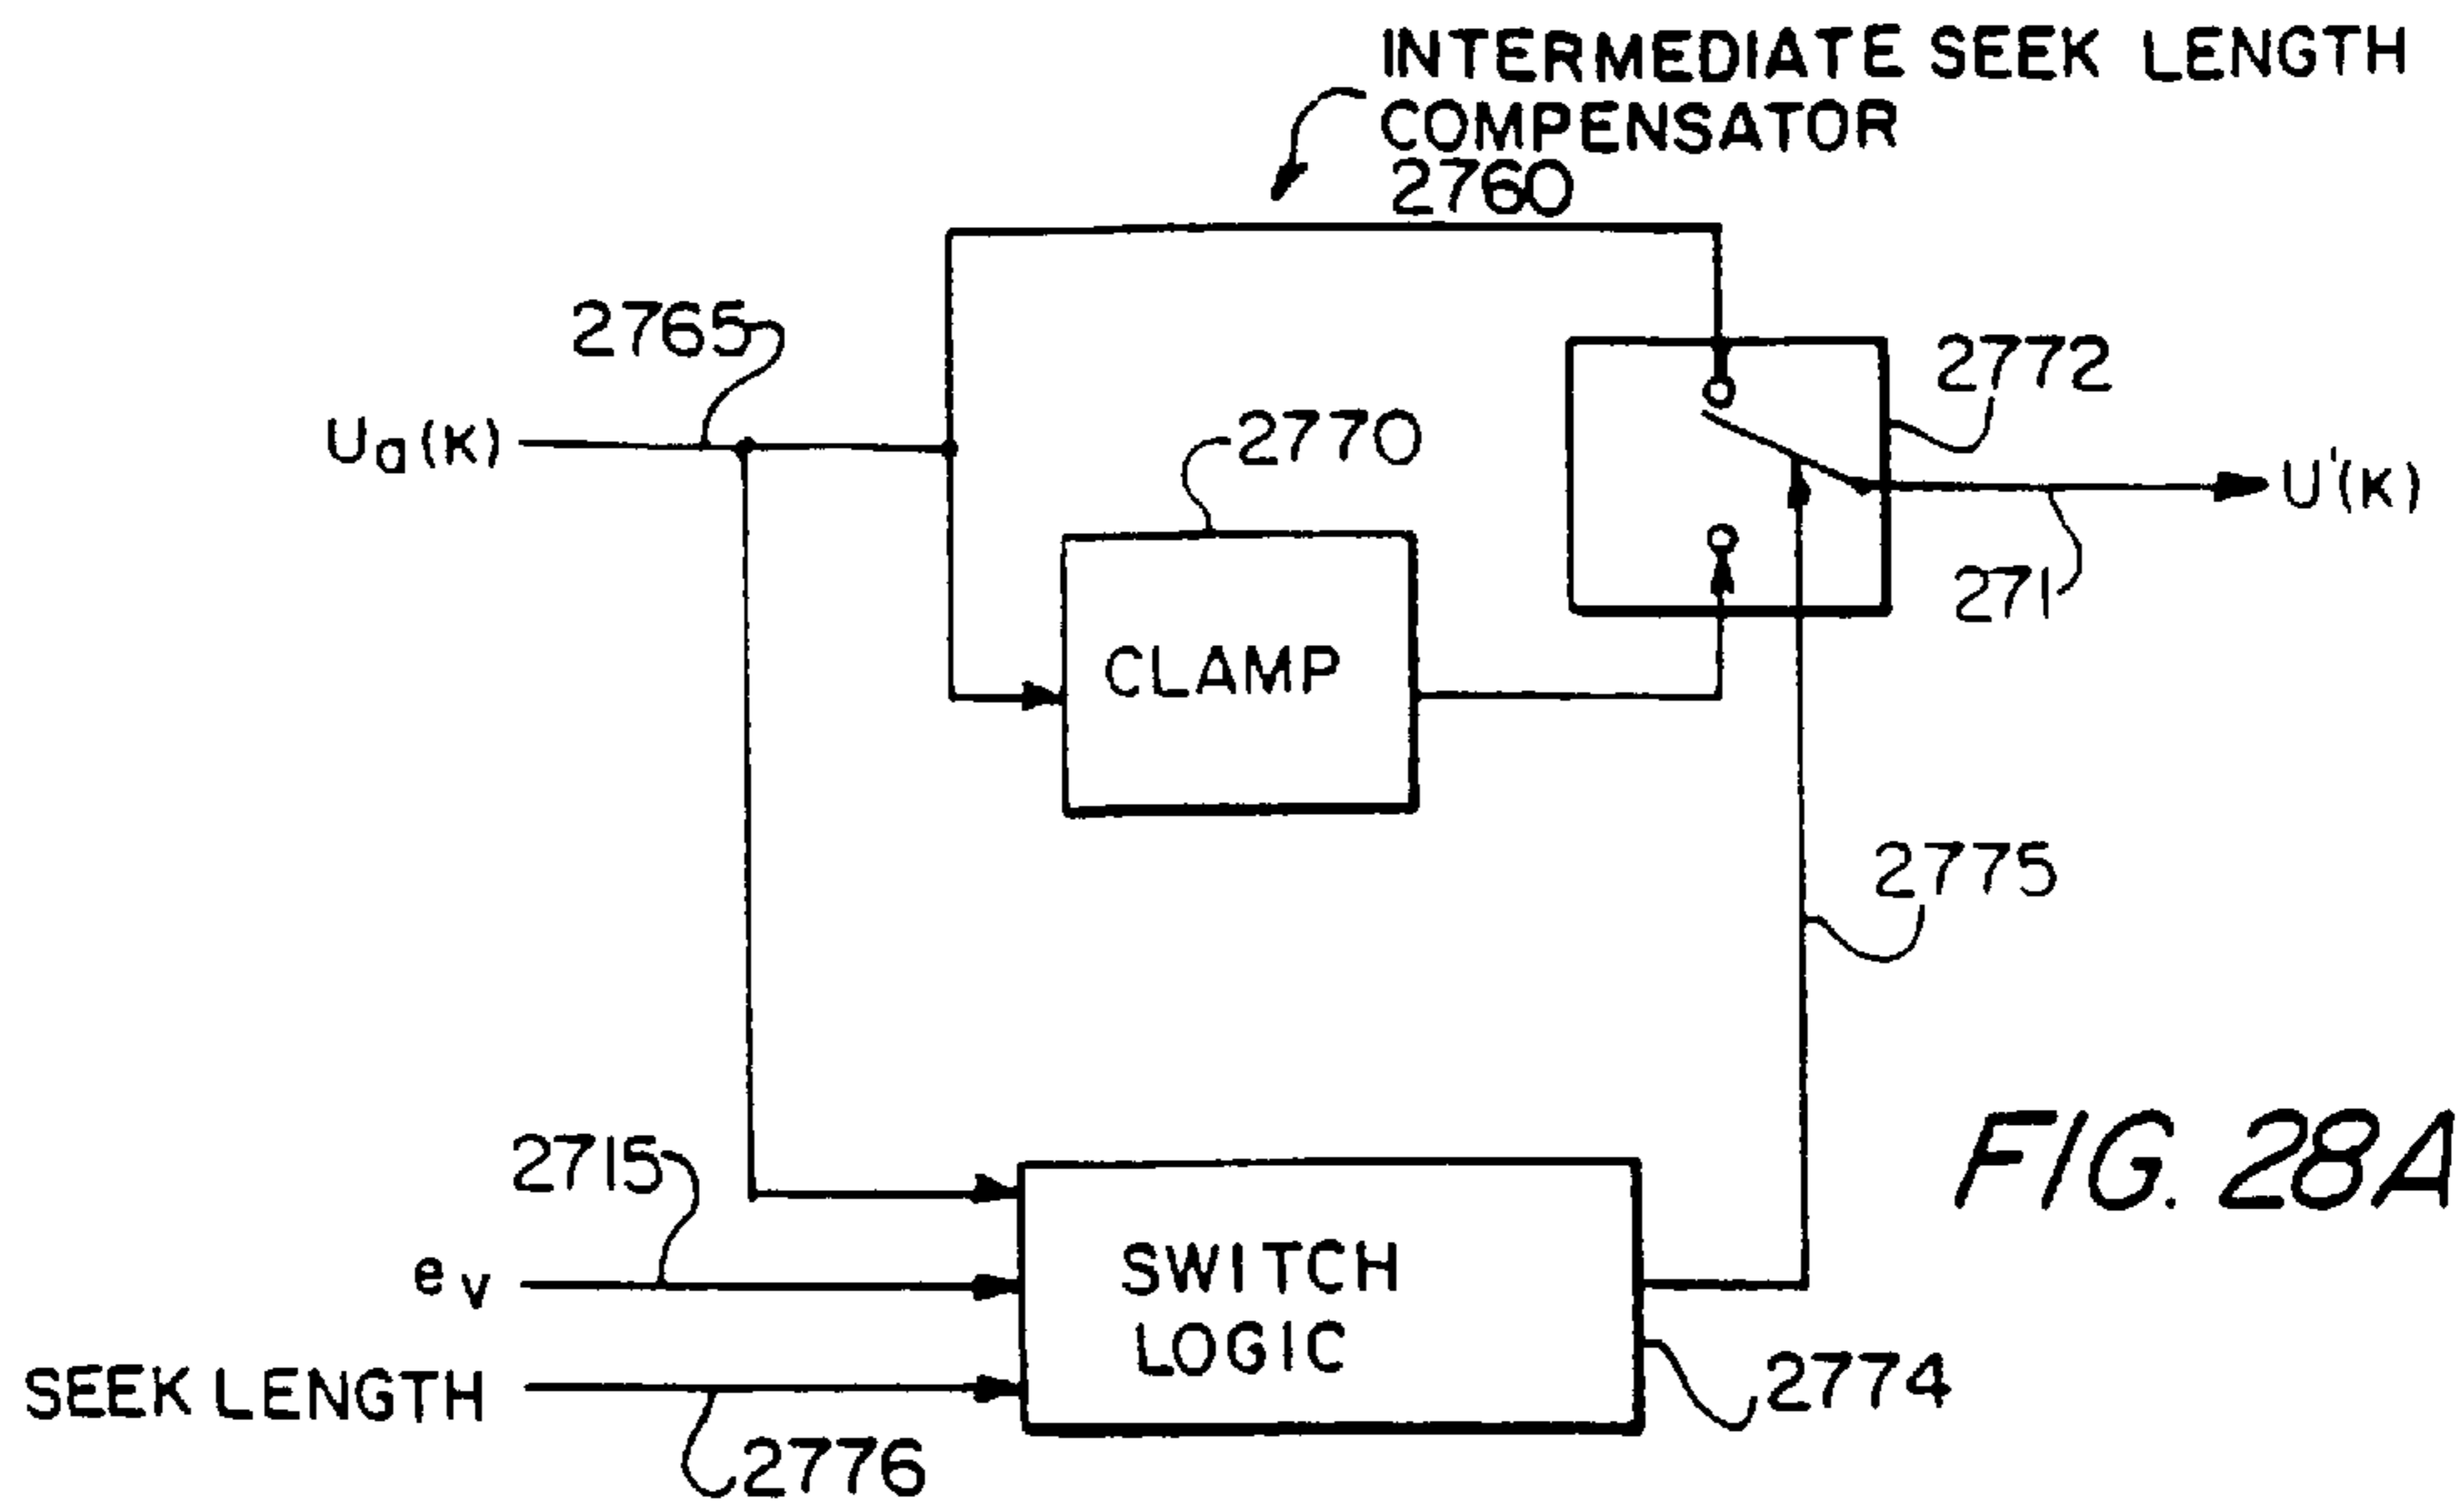 INTERMEDIATE SEEK LENGTH
COMPENSATOR
2760
2765
2772
Ua(K)
2770
U'(K)
271
CLAMP
2775
FIG. 28A
2715
SWITCH
LOGIC
ev
SEEK LENGTH
2774
2776